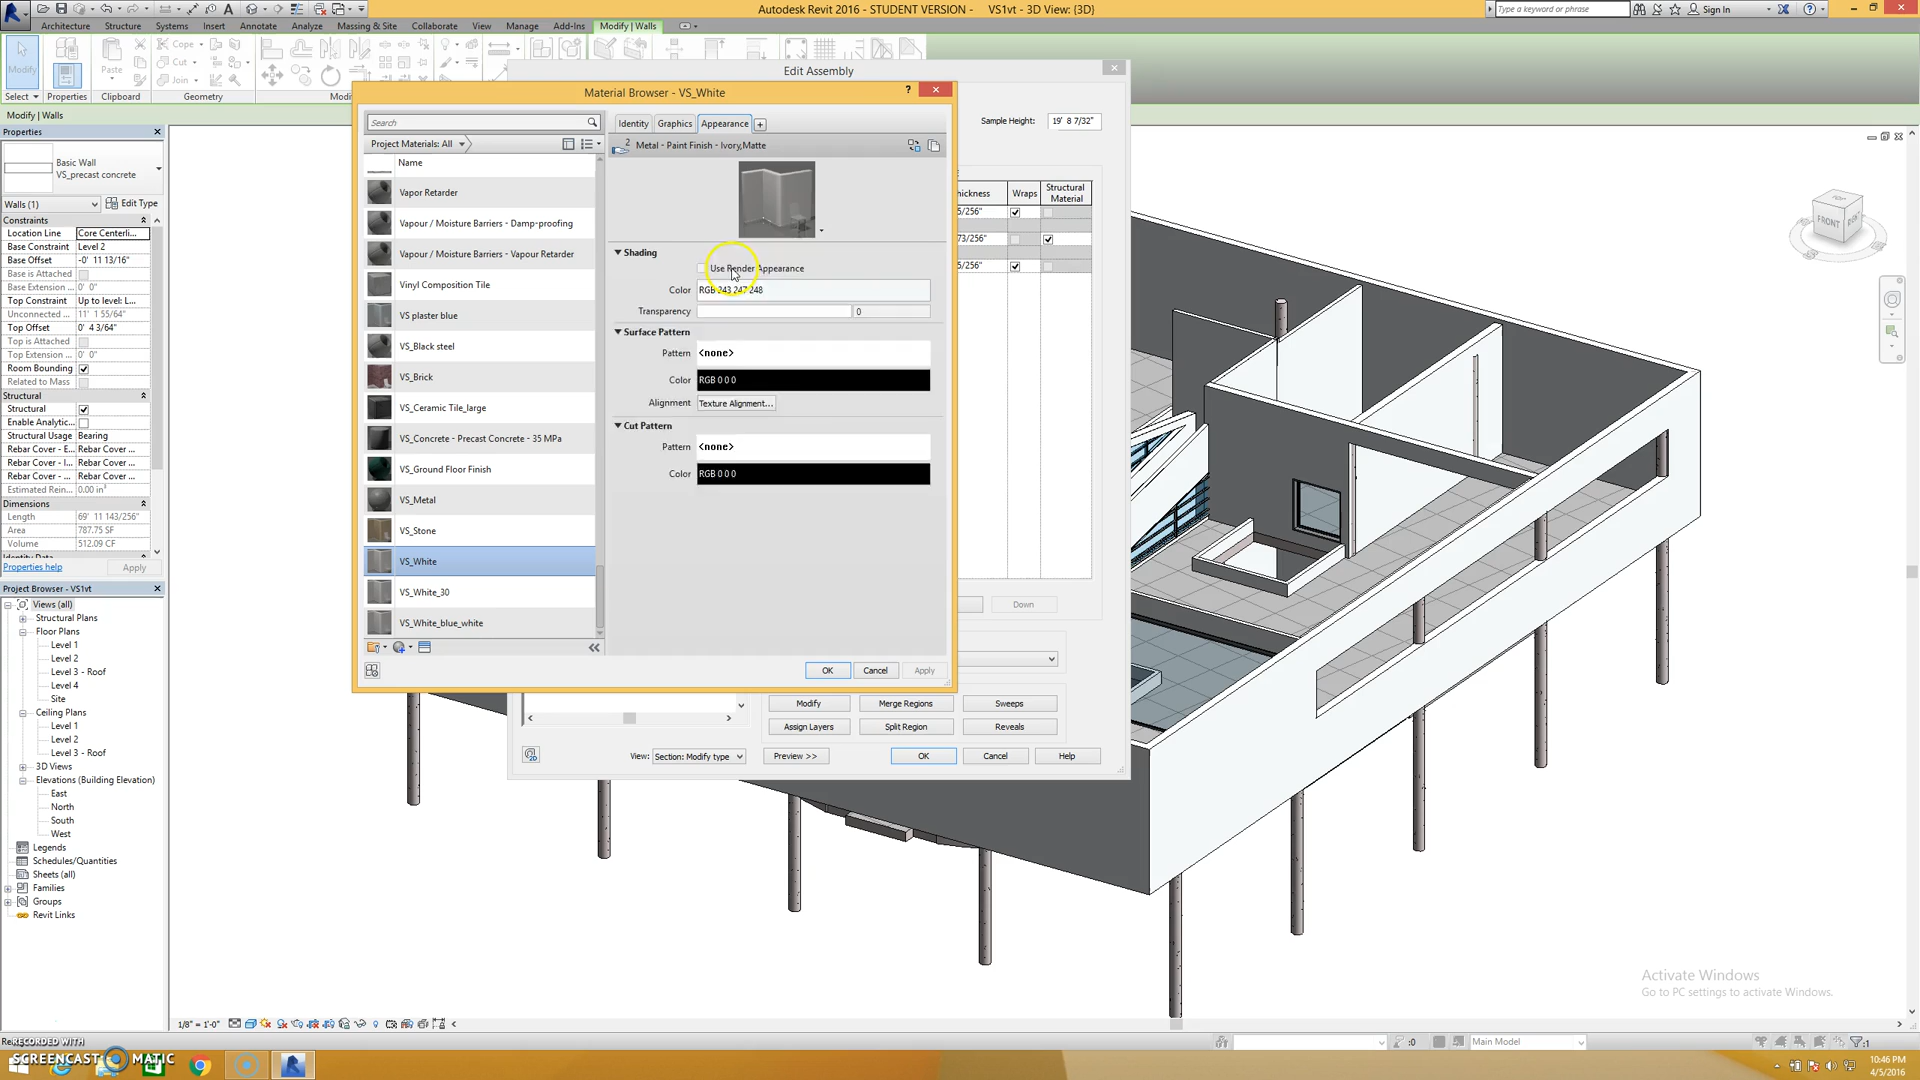 Autodesk Revit 2016 - STUDENT VERSION - VS1vt - 3D View: {3D}
Type a keyword or phrase
Sign In
Architecture Structure Systems Insert Annotate Analyze Massing & Site Collaborate View Manage Add-Ins Modify | Walls
Modify
Paste
Cope
Cut
Join
Select Properties Clipboard Geometry
Modify | Walls
Properties
Basic Wall
VS_precast concrete
Walls (1)
Edit Type
Constraints
Location Line Core Centerli...
Base Constraint Level 2
Base Offset -0' 11 13/16"
Base is Attached
Base Extension ... 0' 0"
Top Constraint Up to level: L...
Unconnected ... 11' 1 55/64"
Top Offset 0' 4 3/64"
Top is Attached
Top Extension ... 0' 0"
Room Bounding
Related to Mass
Structural
Structural
Enable Analytic...
Structural Usage Bearing
Rebar Cover - E... Rebar Cover ...
Rebar Cover - I... Rebar Cover ...
Rebar Cover - ... Rebar Cover ...
Estimated Rein... 0.00 in³
Dimensions
Length 69' 11 143/256"
Area 787.75 SF
Volume 512.09 CF
Identity Data
Properties help
Apply
Project Browser - VS1vt
Views (all)
Structural Plans
Floor Plans
Level 1
Level 2
Level 3 - Roof
Level 4
Site
Ceiling Plans
Level 1
Level 2
Level 3 - Roof
3D Views
Elevations (Building Elevation)
East
North
South
West
Legends
Schedules/Quantities
Sheets (all)
Families
Groups
Revit Links
Edit Assembly
Sample Height: 19' 8 7/32"
Wraps
Structural Material
Down
Modify
Merge Regions
Sweeps
Assign Layers
Split Region
Reveals
View: Section: Modify type
Preview >>
OK
Cancel
Help
Material Browser - VS_White
?
Search
Project Materials: All
Name
Vapor Retarder
Vapour / Moisture Barriers - Damp-proofing
Vapour / Moisture Barriers - Vapour Retarder
Vinyl Composition Tile
VS plaster blue
VS_Black steel
VS_Brick
VS_Ceramic Tile_large
VS_Concrete - Precast Concrete - 35 MPa
VS_Ground Floor Finish
VS_Metal
VS_Stone
VS_White
VS_White_30
VS_White_blue_white
Identity
Graphics
Appearance
2
Metal - Paint Finish - Ivory,Matte
Shading
Use Render Appearance
Color RGB 243 247 248
Transparency 0
Surface Pattern
Pattern <none>
Color RGB 0 0 0
Alignment Texture Alignment...
Cut Pattern
Pattern <none>
Color RGB 0 0 0
OK
Cancel
Apply
TOP
FRONT
Activate Windows
Go to PC settings to activate Windows.
1/8" = 1'-0"
:0
Main Model
:1
RECORDED WITH
SCREENCAST MATIC
10:46 PM
4/5/2016